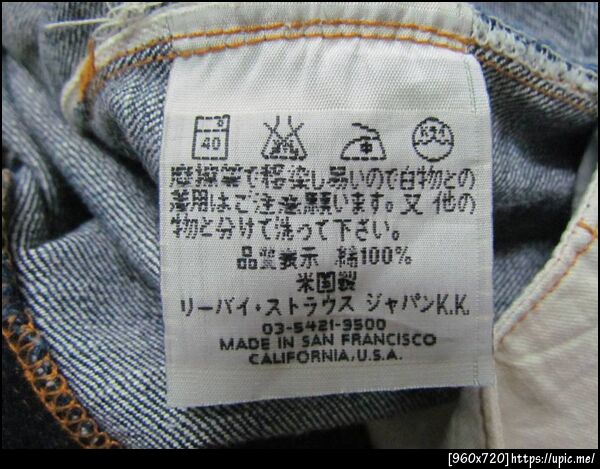 40
ドライ
摩擦等で移染し易いので白物との
着用はご注意願います。又 他の
物と分けて洗って下さい。
品質表示 綿100%
米国製
リーバイ・ストラウス ジャパンK.K.
03-5421-9500
MADE IN SAN FRANCISCO
CALIFORNIA, U.S.A.
[960x720]https://upic.me/